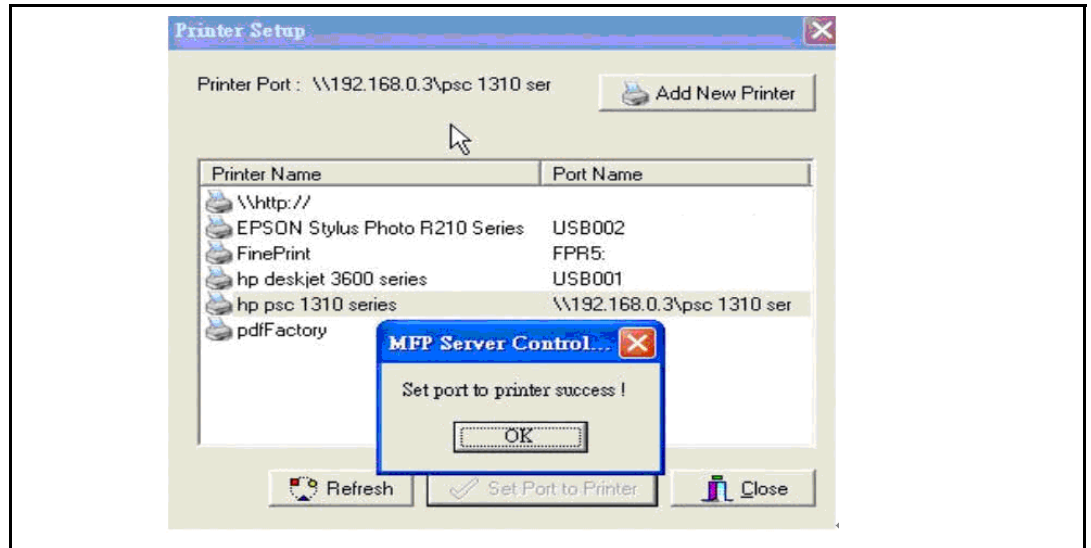 Printer Setup
Printer Port : \\192.168.0.3\psc 1310 ser
Add New Printer
Printer Name Port Name
\\http://
EPSON Stylus Photo R210 Series USB002
FinePrint FPR5:
hp deskjet 3600 series USB001
hp psc 1310 series \\192.168.0.3\psc 1310 ser
pdfFactory
MFP Server Control...
Set port to printer success !
OK
Refresh Set Port to Printer Close